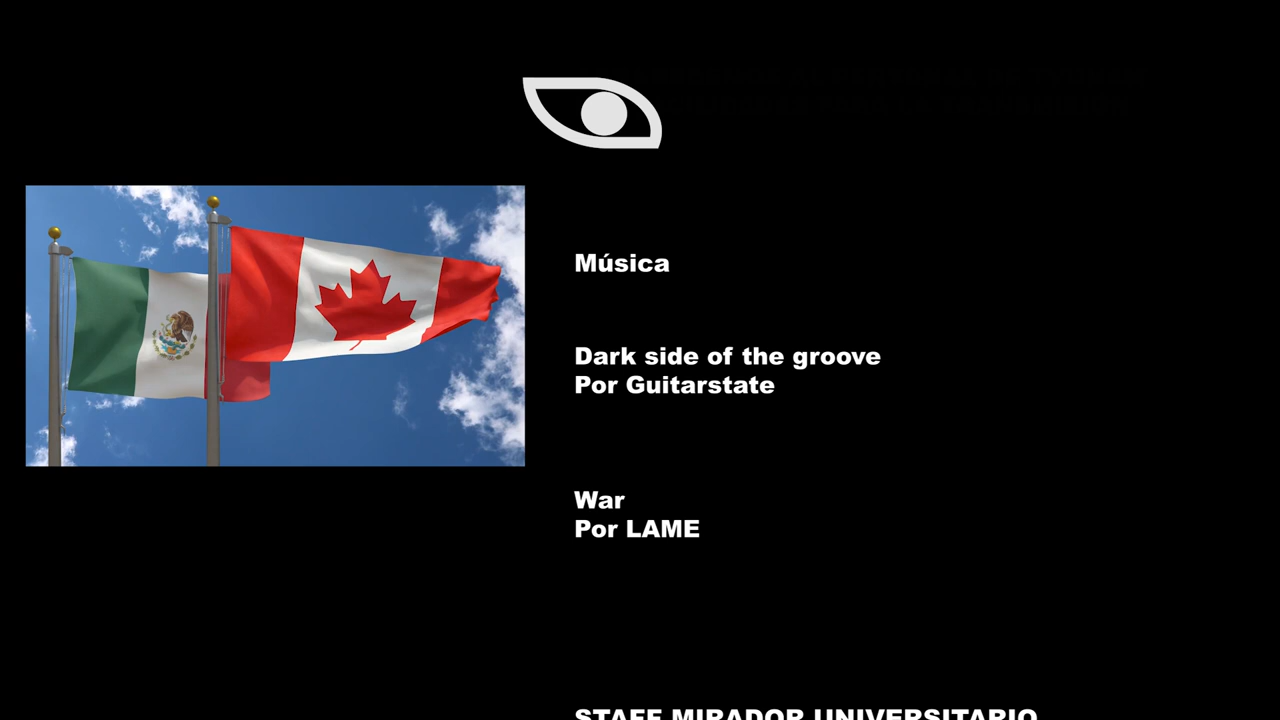 Música
Dark side of the groove
Por Guitarstate
War
Por LAME
STAFF MIRADOR UNIVERSITARIO